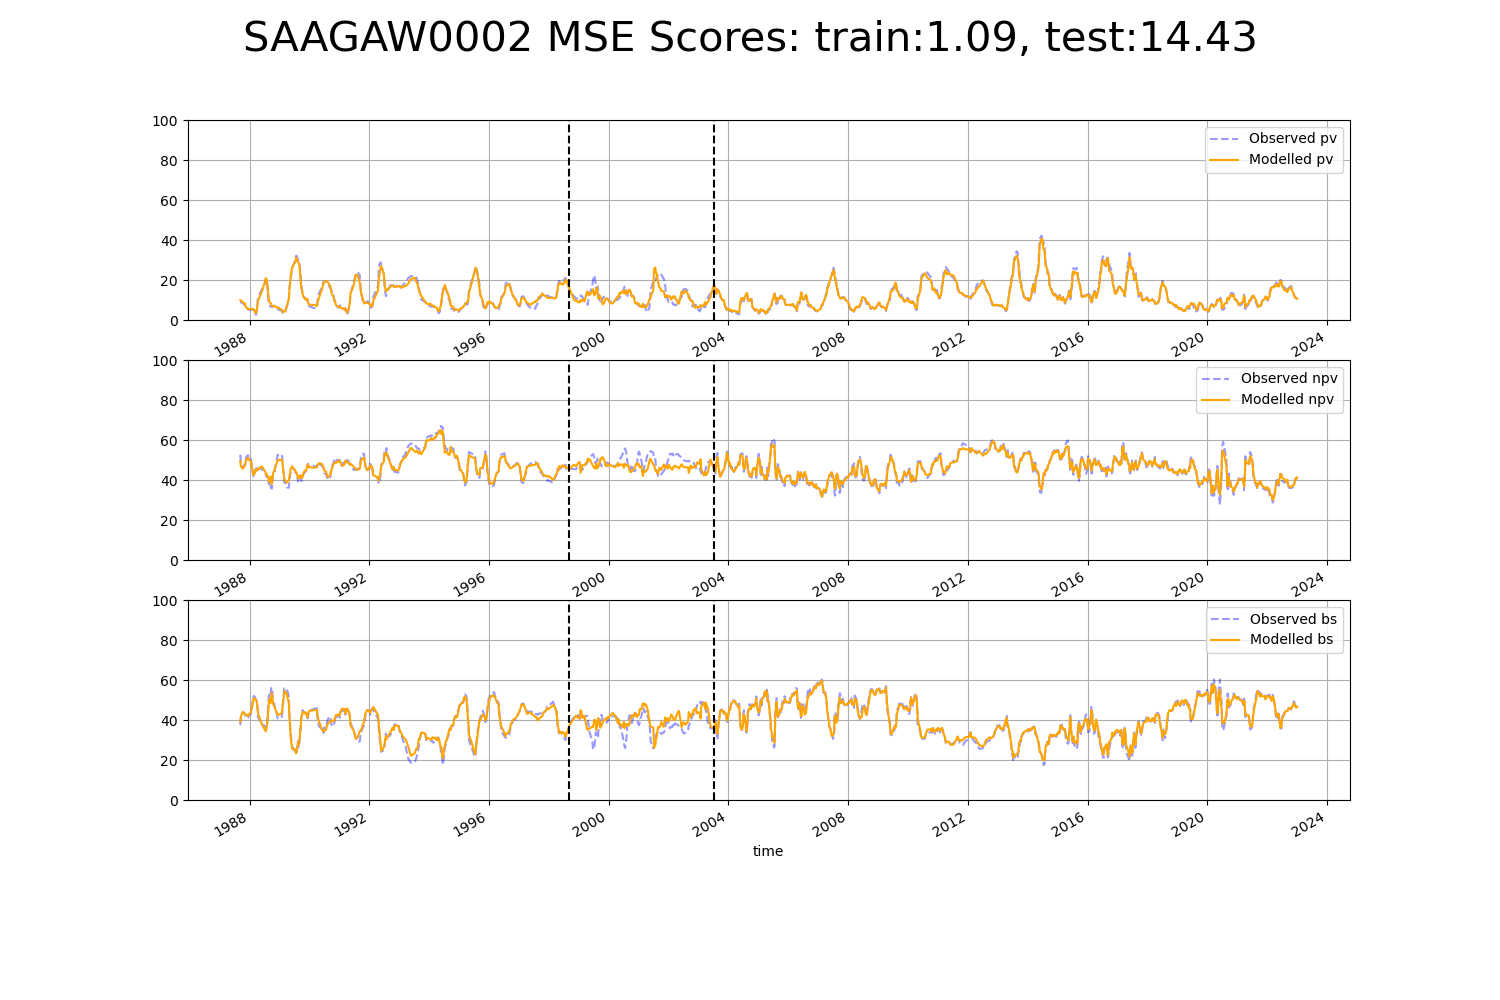 SAAGAW0002 MSE Scores: train:1.09, test:14.43
100
80
60
40
20
0
Observed pv
Modelled pv
1988 1992 1996 2000 2004 2008 2012 2016 2020 2024
100
80
60
40
20
0
Observed npv
Modelled npv
1988 1992 1996 2000 2004 2008 2012 2016 2020 2024
100
80
60
40
20
0
Observed bs
Modelled bs
1988 1992 1996 2000 2004 2008 2012 2016 2020 2024
time